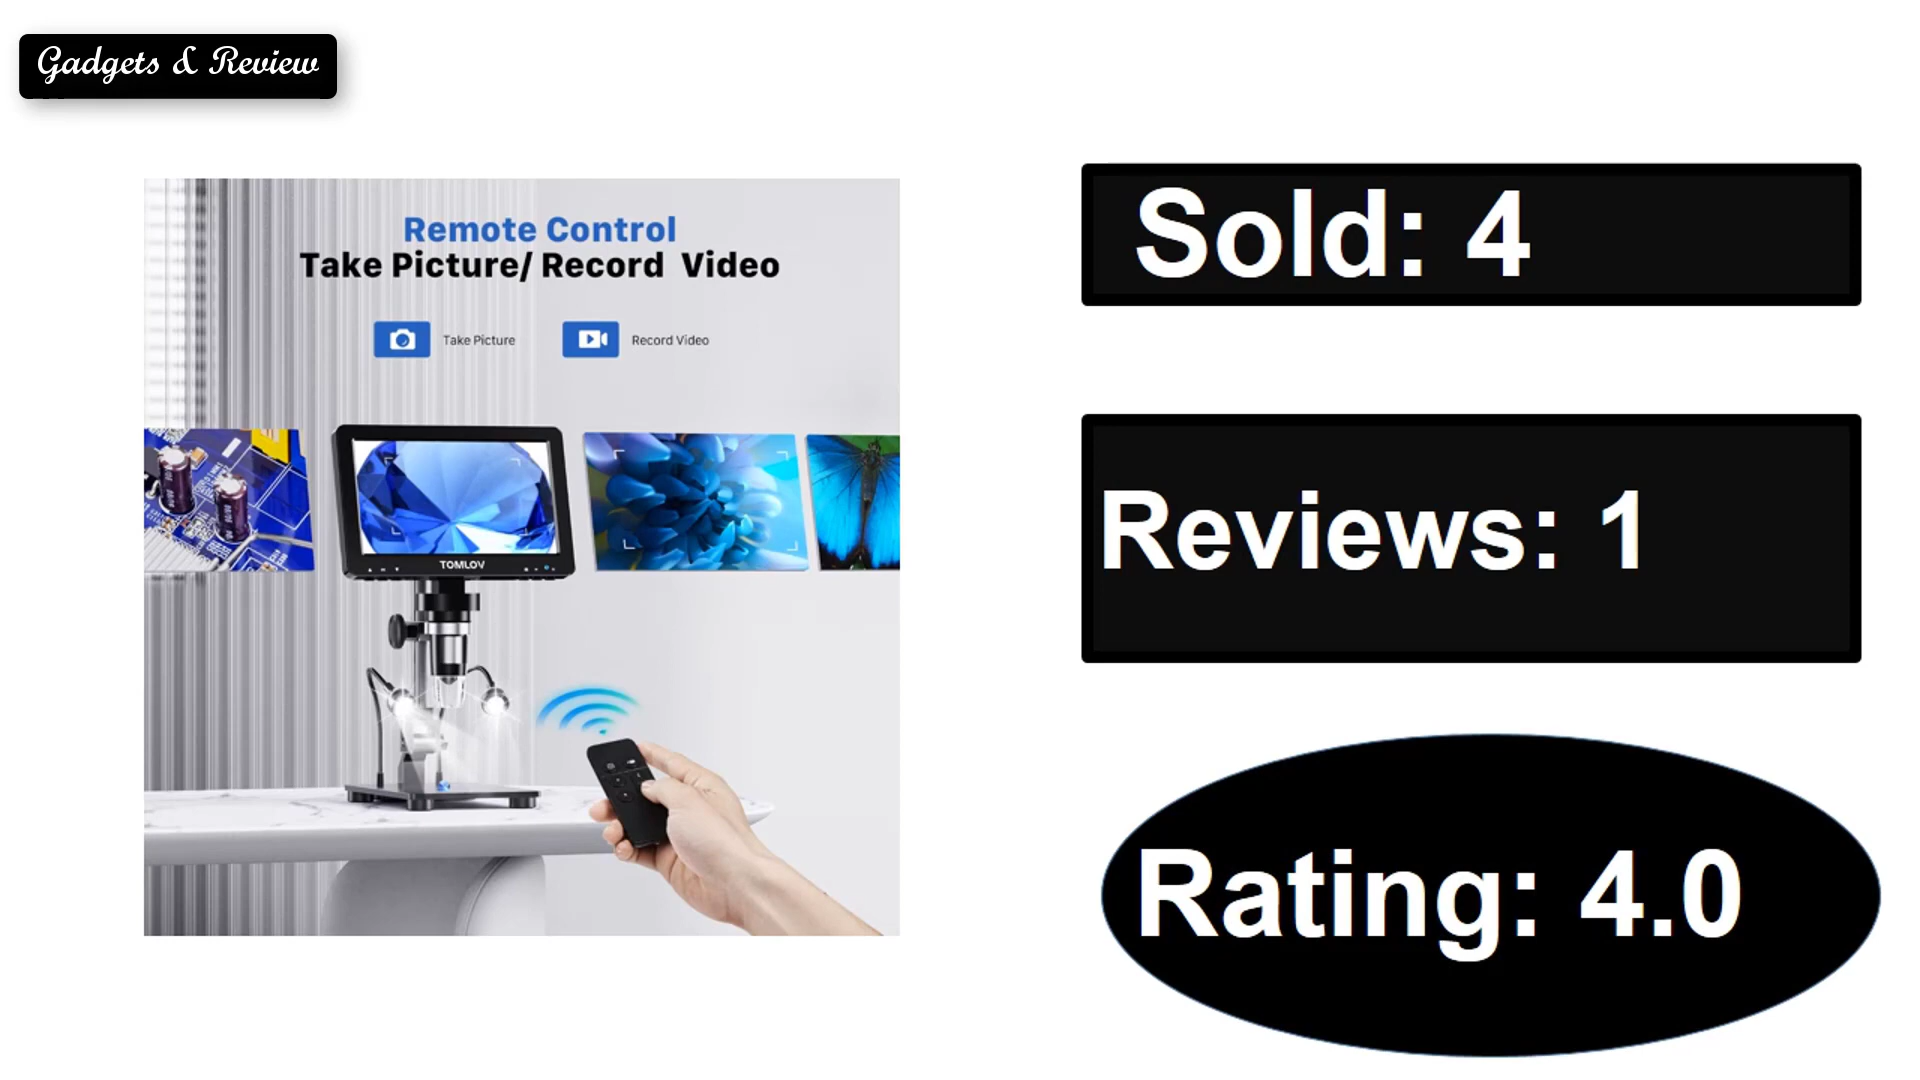 Gadgets & Review
Remote Control
Take Picture/ Record Video
Take Picture
Record Video
TOMLOV
Sold: 4
Reviews: 1
Rating: 4.0